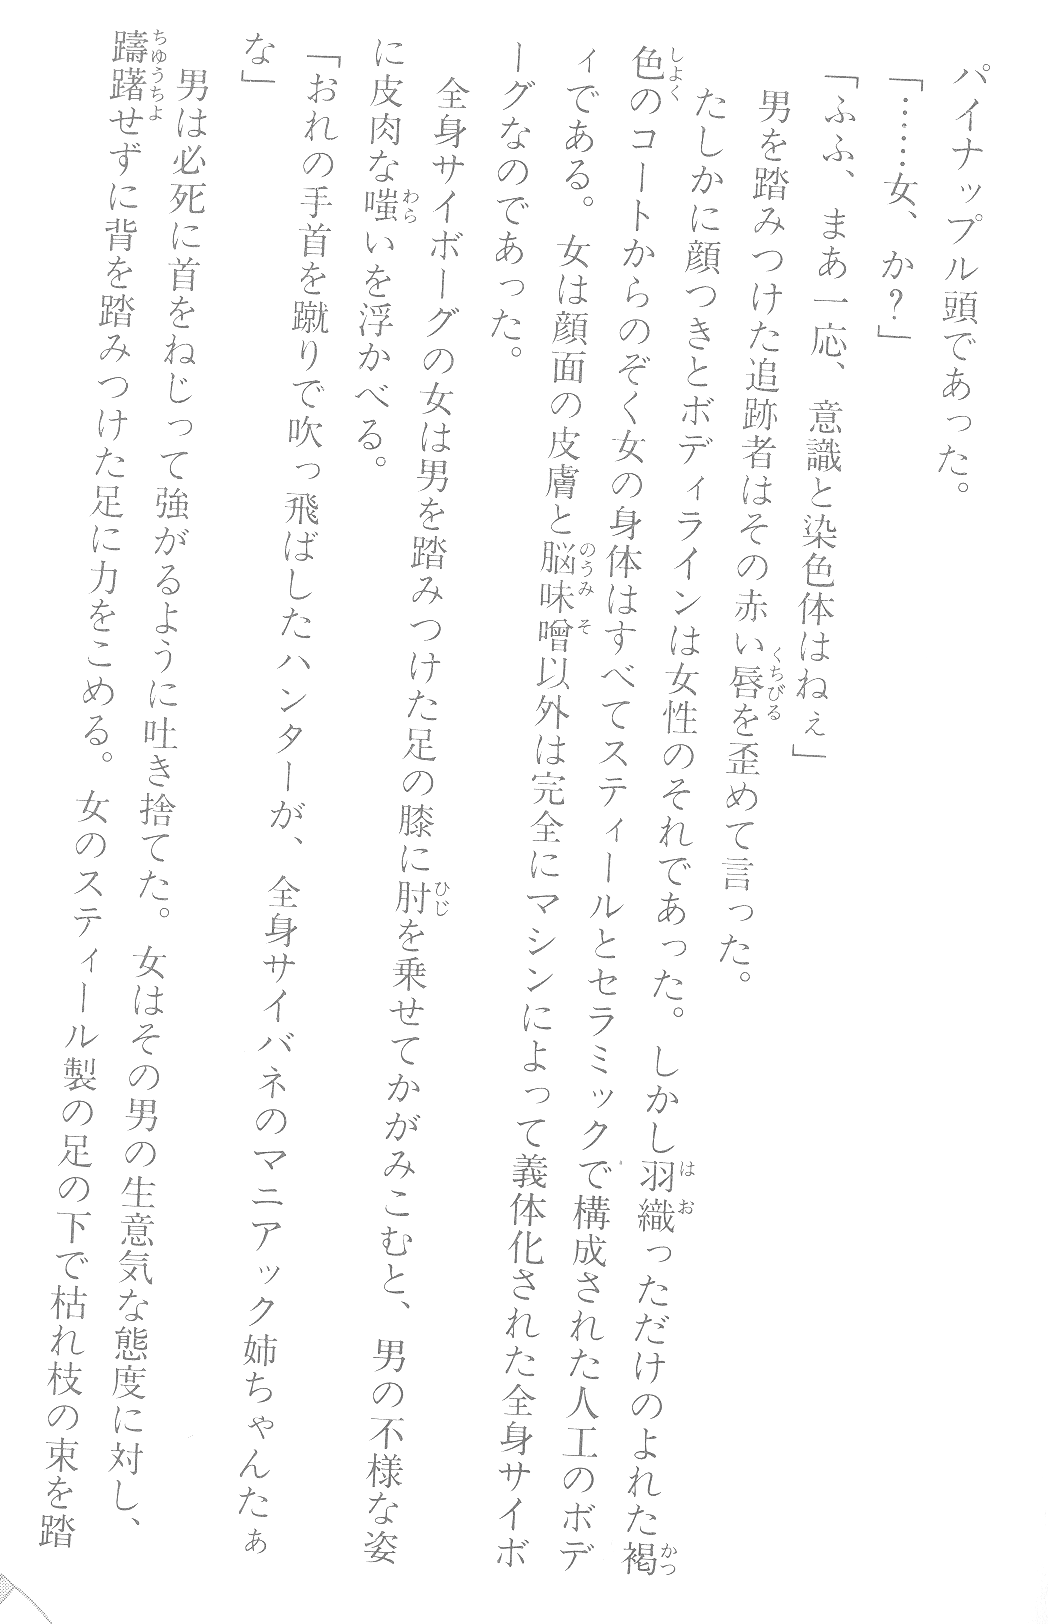 パイナップル頭であった。
「……女、か?」
「ふふ、まあ一応、意識と染色体はねぇ」
男を踏みつけた追跡者はその赤い唇を歪めて言った。
たしかに顔つきとボディラインは女性のそれであった。しかし羽織っただけのよれた褐
色のコートからのぞく女の身体はすべてスティールとセラミックで構成された人工のボデ
ィである。女は顔面の皮膚と脳味噌以外は完全にマシンによって義体化された全身サイボ
ーグなのであった。
全身サイボーグの女は男を踏みつけた足の膝に肘を乗せてかがみこむと、男の不様な姿
に皮肉な嗤いを浮かべる。
「おれの手首を蹴りで吹っ飛ばしたハンターが、全身サイバネのマニアック姉ちゃんたぁ
な」
男は必死に首をねじって強がるように吐き捨てた。女はその男の生意気な態度に対し、
躊躇せずに背を踏みつけた足に力をこめる。女のスティール製の足の下で枯れ枝の束を踏